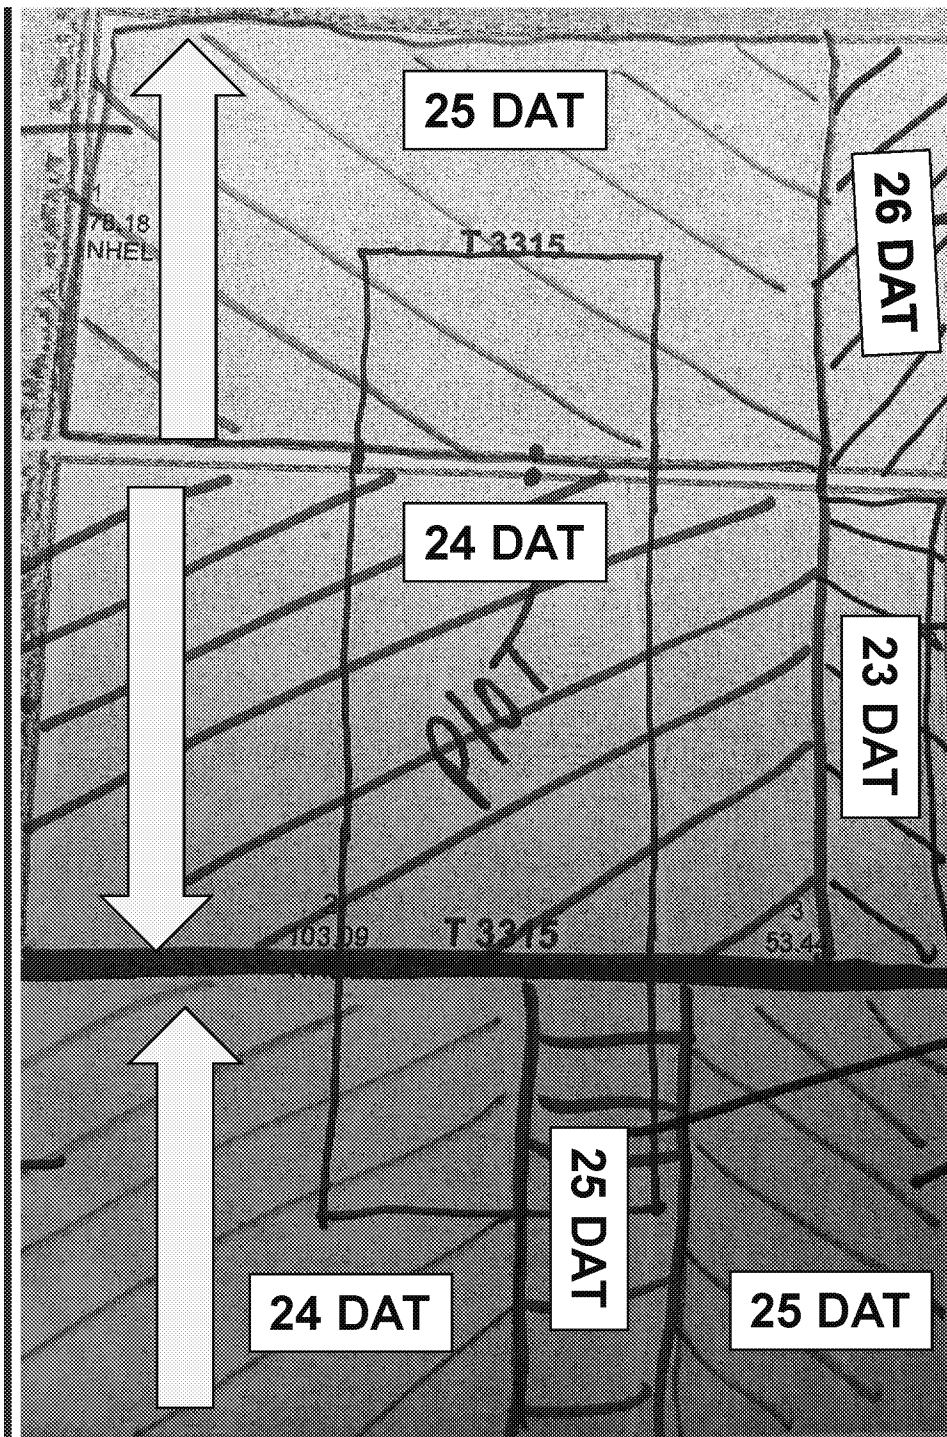 25 DAT
26 DAT
78.18
NHEL
T 3315
24 DAT
23 DAT
plot
103.09
T 3315
3
53.44
25 DAT
24 DAT
25 DAT